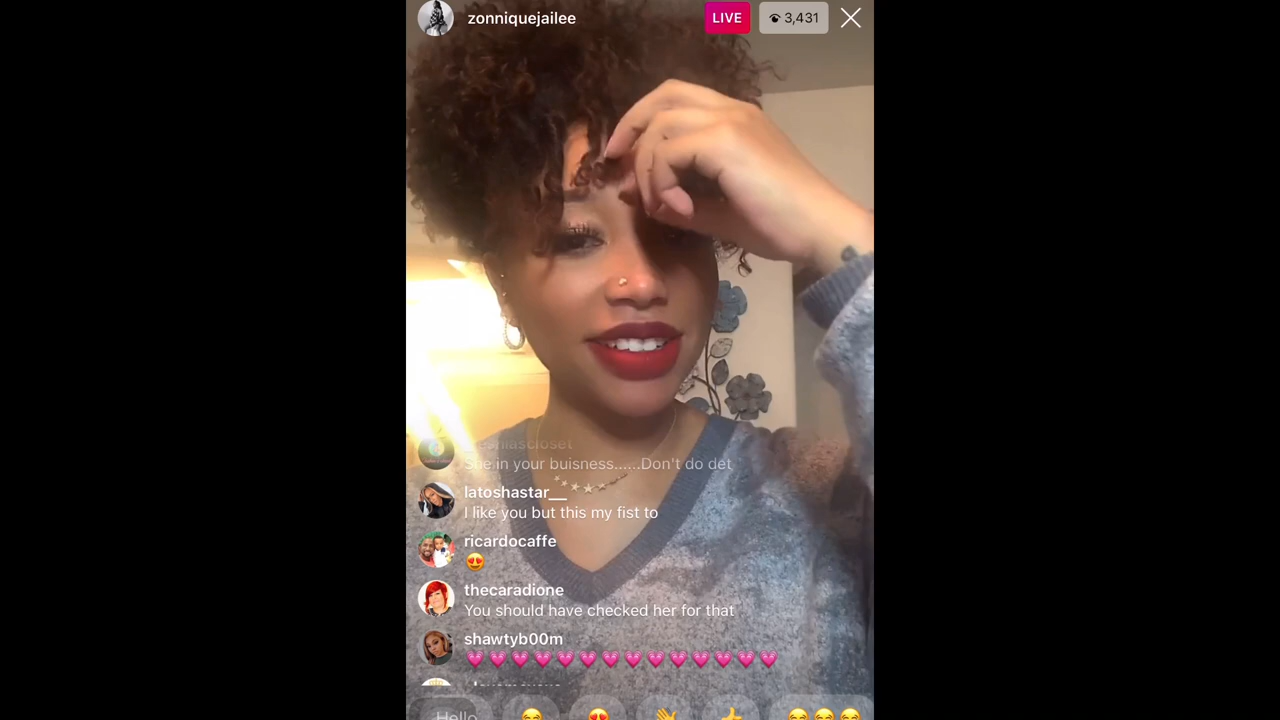 zonniquejailee
LIVE
3,431
She in your buisness......Don't do det
latoshastar__
I like you but this my fist to
ricardocaffe
😍
thecaradione
You should have checked her for that
shawtyb00m
💗💗💗💗💗💗💗💗💗💗💗💗💗💗
Hello